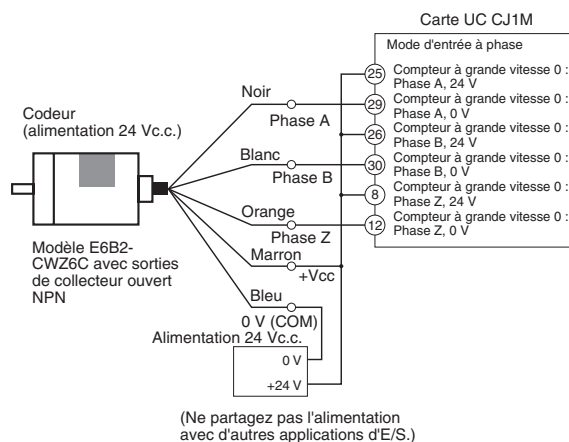 Carte UC CJ1M
Mode d'entrée à phase
25
Compteur à grande vitesse 0 :
Phase A, 24 V
29
Compteur à grande vitesse 0 :
Phase A, 0 V
26
Compteur à grande vitesse 0 :
Phase B, 24 V
30
Compteur à grande vitesse 0 :
Phase B, 0 V
8
Compteur à grande vitesse 0 :
Phase Z, 24 V
12
Compteur à grande vitesse 0 :
Phase Z, 0 V
Codeur
(alimentation 24 Vc.c.)
Modèle E6B2-
CWZ6C avec sorties
de collecteur ouvert
NPN
Noir
Phase A
Blanc
Phase B
Orange
Phase Z
Marron
+Vcc
Bleu
0 V (COM)
Alimentation 24 Vc.c.
0 V
+24 V
(Ne partagez pas l'alimentation
avec d'autres applications d'E/S.)